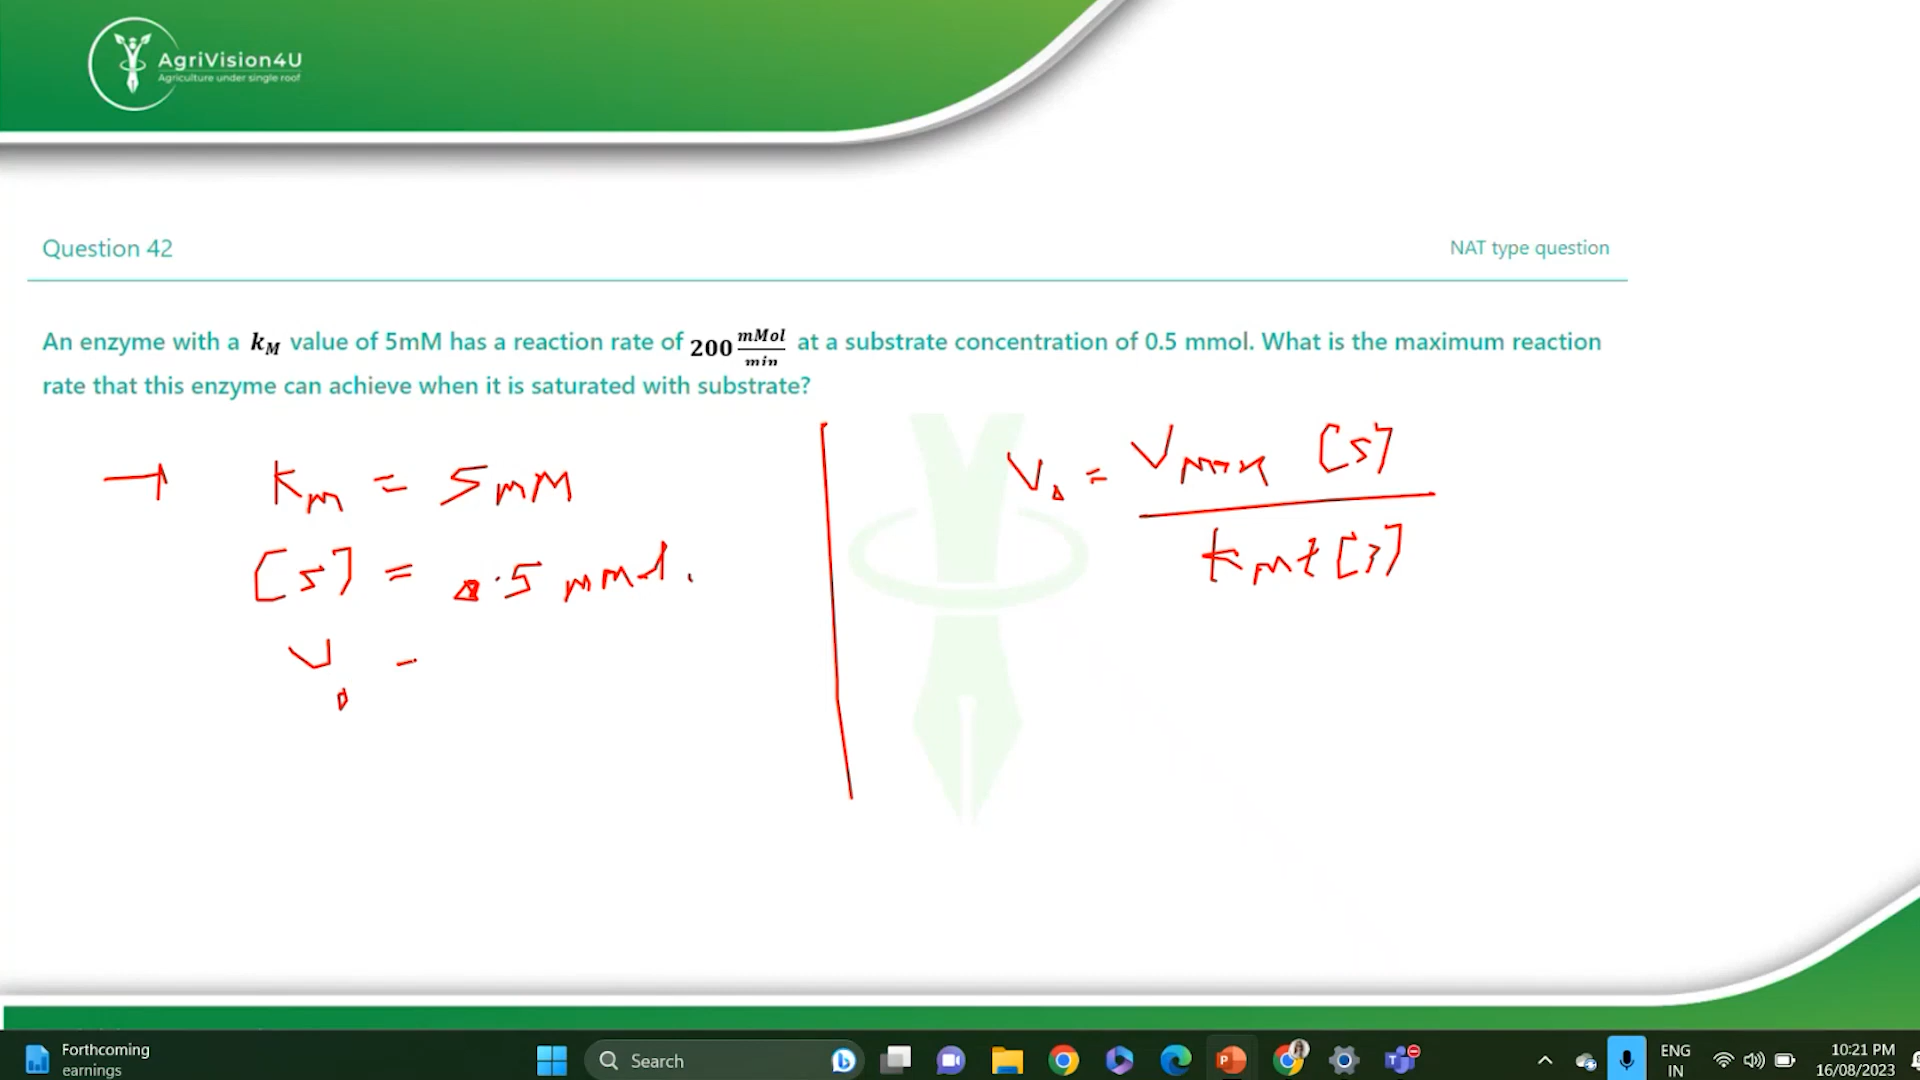 AgriVision4U
Agriculture under single roof
Question 42
NAT type question
An enzyme with a k_M value of 5mM has a reaction rate of 200 mMol/min at a substrate concentration of 0.5 mmol. What is the maximum reaction
rate that this enzyme can achieve when it is saturated with substrate?
→ Km = 5mM
[S] = 0.5 mmol.
V0 -
V0 = Vmax [S] / Km+[S]
Forthcoming
earnings
Search
ENG
IN
10:21 PM
16/08/2023